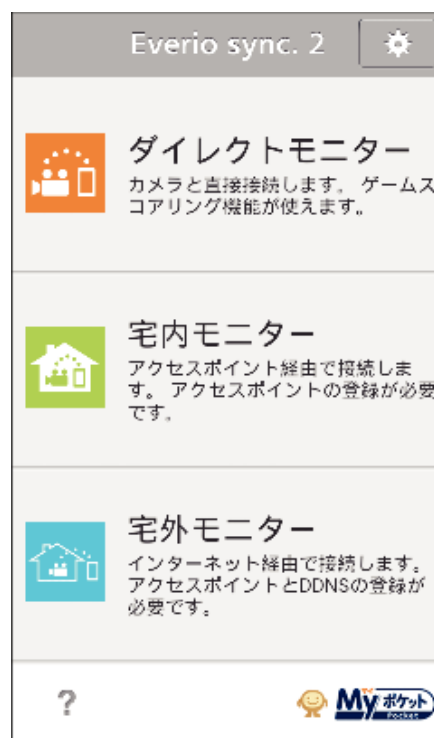 Everio sync. 2
ダイレクトモニター
カメラと直接接続します。 ゲームス
コアリング機能が使えます。
宅内モニター
アクセスポイント経由で接続しま
す。 アクセスポイントの登録が必要
です。
宅外モニター
インターネット経由で接続します。
アクセスポイントとDDNSの登録が
必要です。
?
マイ
My ポケット
Pocket